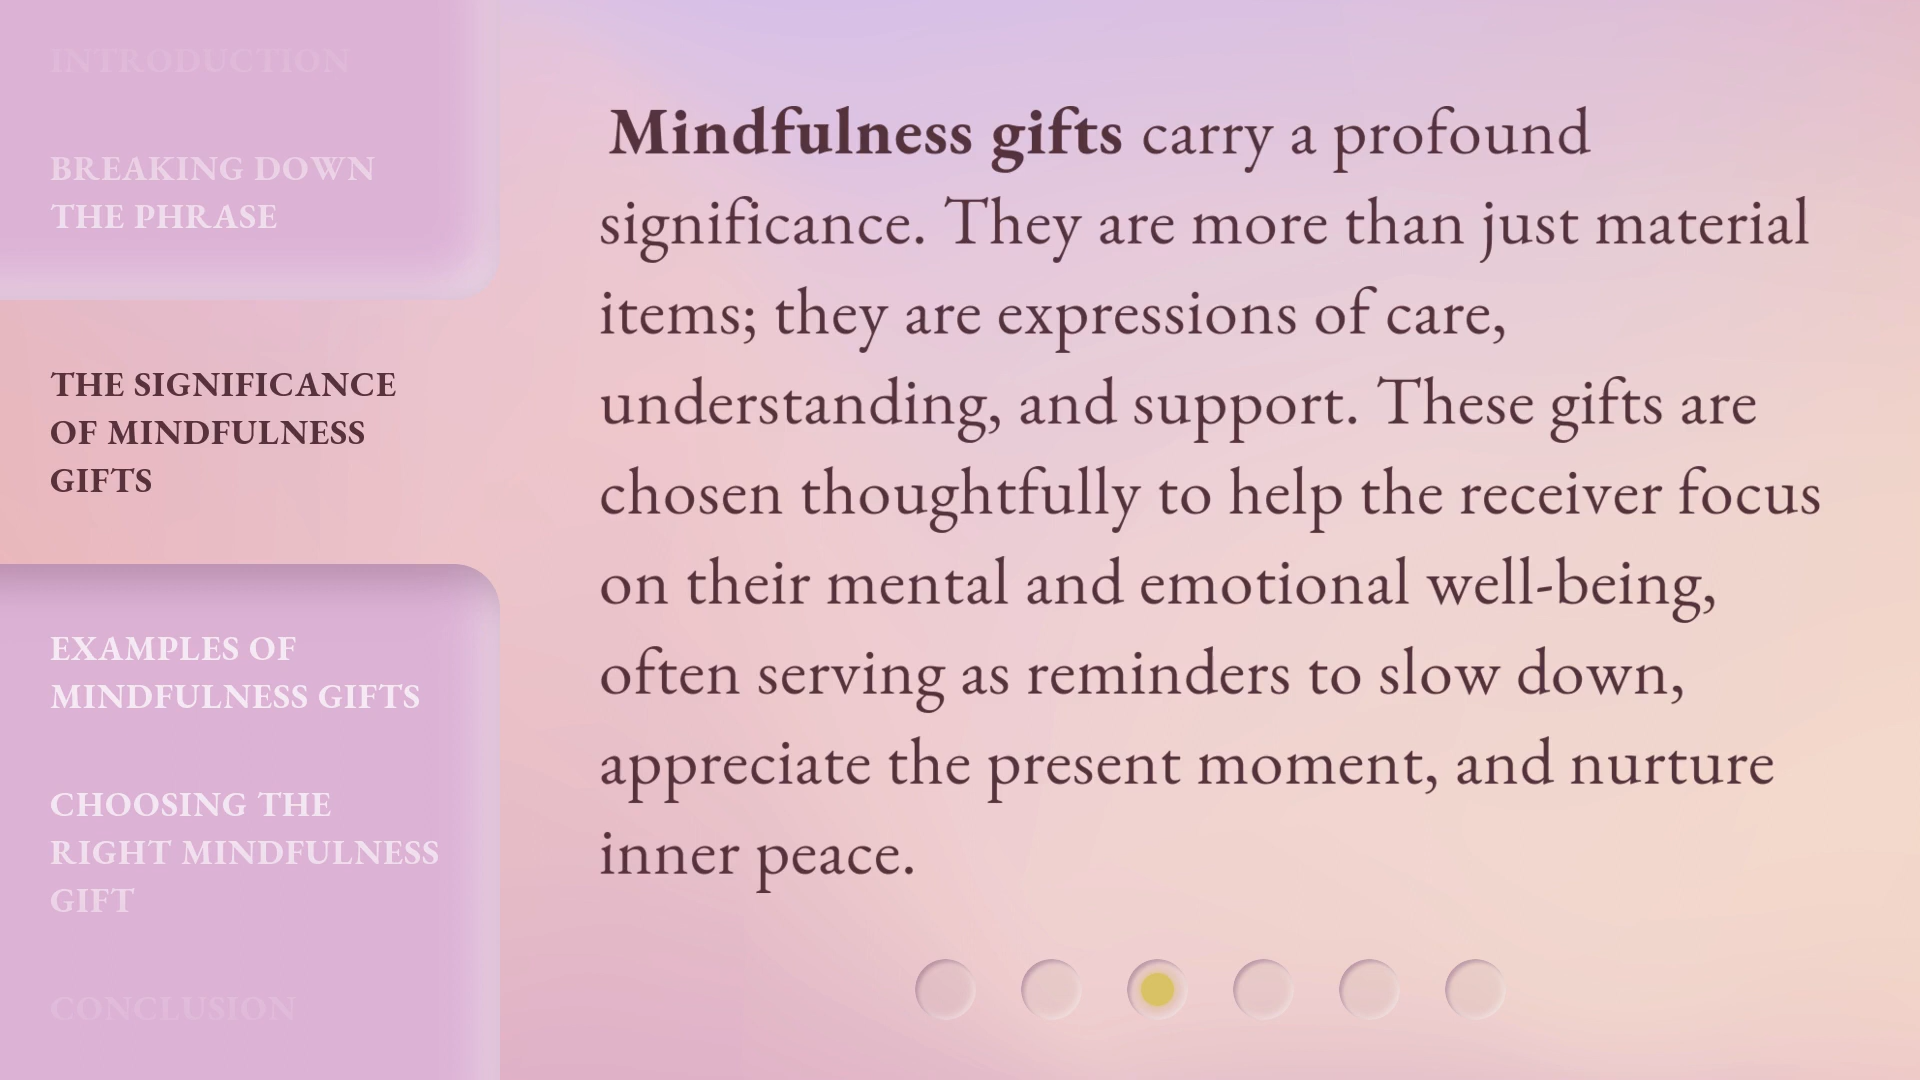 INTRODUCTION
BREAKING DOWN
THE PHRASE
THE SIGNIFICANCE
OF MINDFULNESS
GIFTS
EXAMPLES OF
MINDFULNESS GIFTS
CHOOSING THE
RIGHT MINDFULNESS
GIFT
CONCLUSION
Mindfulness gifts carry a profound
significance. They are more than just material
items; they are expressions of care,
understanding, and support. These gifts are
chosen thoughtfully to help the receiver focus
on their mental and emotional well-being,
often serving as reminders to slow down,
appreciate the present moment, and nurture
inner peace.